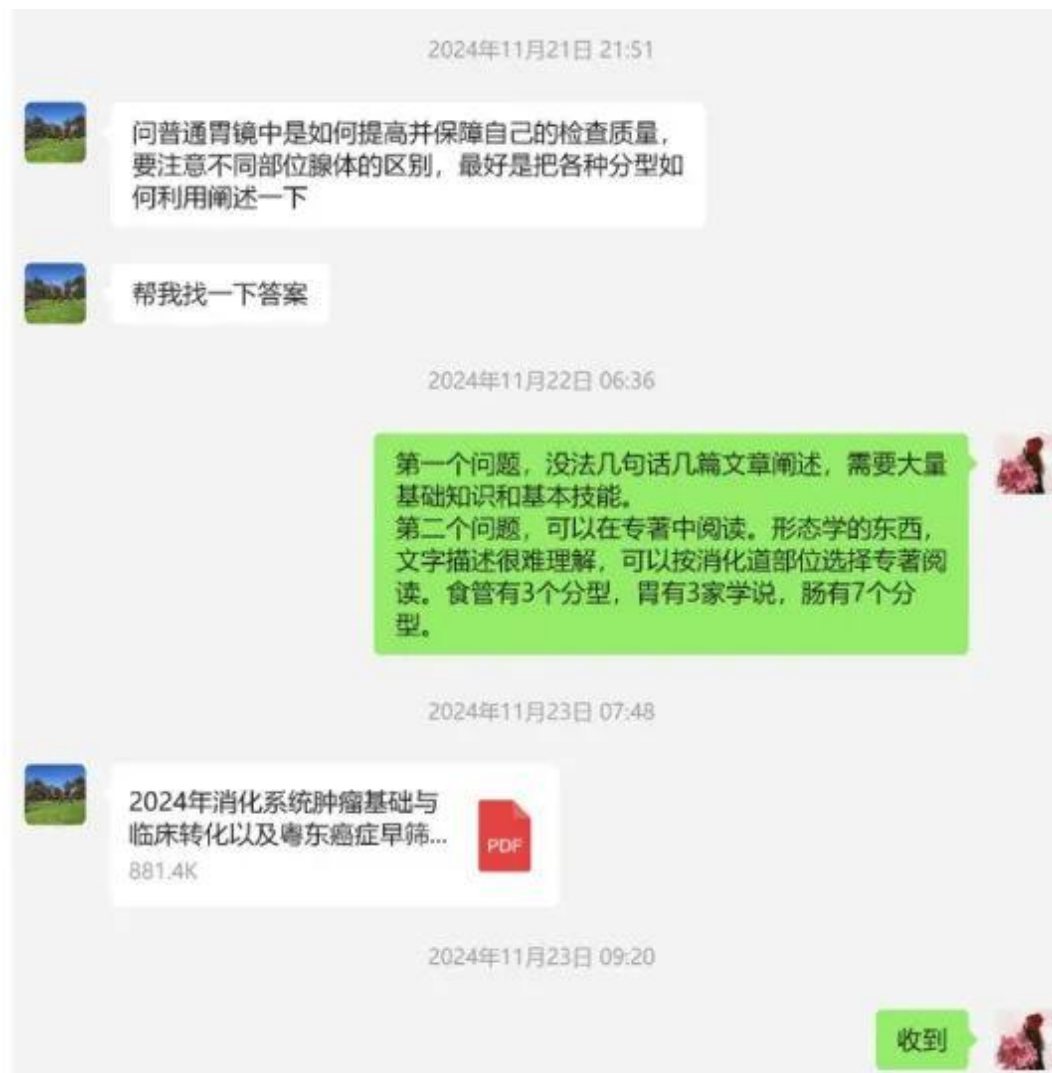 2024年11月21日 21:51
问普通胃镜中是如何提高并保障自己的检查质量，
要注意不同部位腺体的区别，最好是把各种分型如
何利用阐述一下
帮我找一下答案
2024年11月22日 06:36
第一个问题，没法几句话几篇文章阐述，需要大量
基础知识和基本技能。
第二个问题，可以在专著中阅读。形态学的东西，
文字描述很难理解，可以按消化道部位选择专著阅
读。食管有3个分型，胃有3家学说，肠有7个分
型。
2024年11月23日 07:48
2024年消化系统肿瘤基础与
临床转化以及粤东癌症早筛...
PDF
881.4K
2024年11月23日 09:20
收到